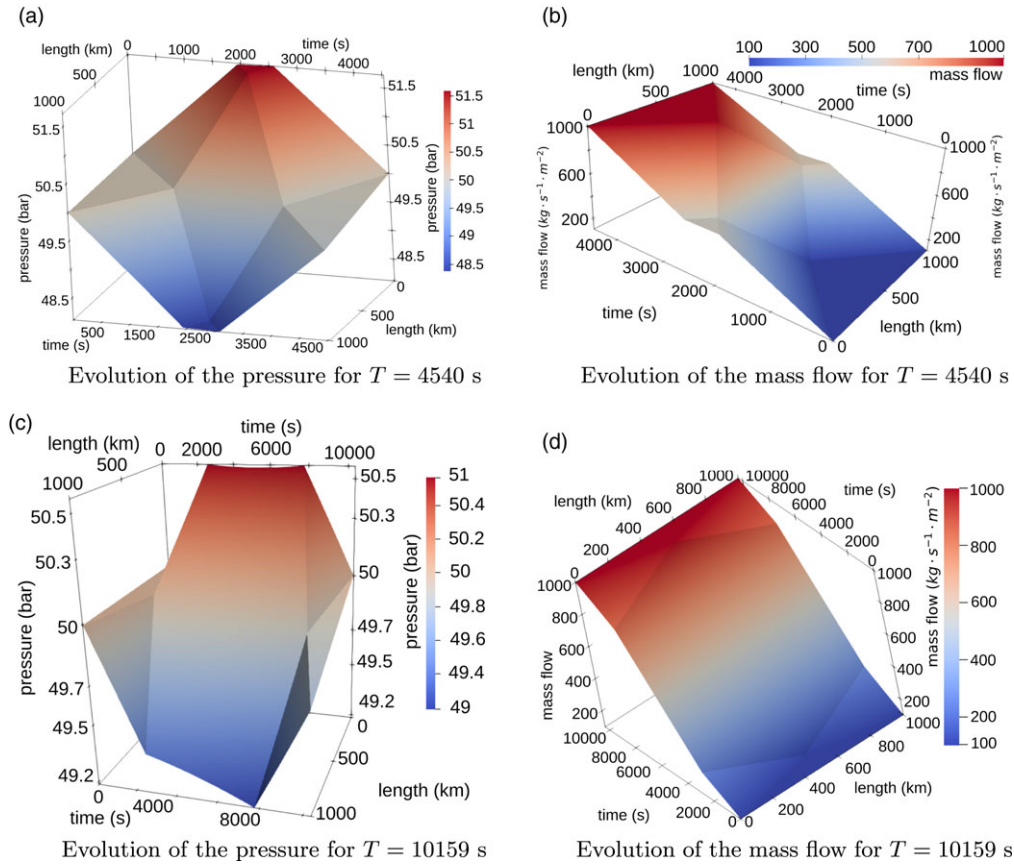 (a)
length (km)
0 1000 2000 3000 4000
time (s)
500
1000
51.5
50.5
49.5
48.5
pressure (bar)
51.5
50.5
49.5
48.5
pressure (bar)
51.5
51
50.5
50
49.5
49
48.5
0
500
1000
length (km)
500 1500 2500 3500 4500
time (s)
Evolution of the pressure for T = 4540 s
(b)
100 300 500 700 1000
mass flow
length (km)
0 500 1000
4000 3000 2000 1000 0
time (s)
1000
600
200
mass flow (kg · s⁻¹ · m⁻²)
1000
600
200
mass flow (kg · s⁻¹ · m⁻²)
4000 3000 2000 1000 0
time (s)
0 500 1000
length (km)
Evolution of the mass flow for T = 4540 s
(c)
time (s)
length (km)
0 2000 6000 10000
500
1000
50.5
50.3
50
49.7
49.5
49.2
pressure (bar)
50.5
50.3
50
49.7
49.5
49.2
pressure (bar)
51
50.4
50.2
50
49.8
49.6
49.4
49.2
49
0
500
1000
length (km)
0 4000 8000
time (s)
Evolution of the pressure for T = 10159 s
(d)
length (km)
0 200 400 600 800 1000
10000 8000 6000 4000 2000 0
time (s)
1000
800
600
400
200
mass flow
1000
800
600
400
200
mass flow (kg · s⁻¹ · m⁻²)
1000
800
600
400
200
100
10000 8000 6000 4000 2000 0
time (s)
0 200 400 600 800 1000
length (km)
Evolution of the mass flow for T = 10159 s